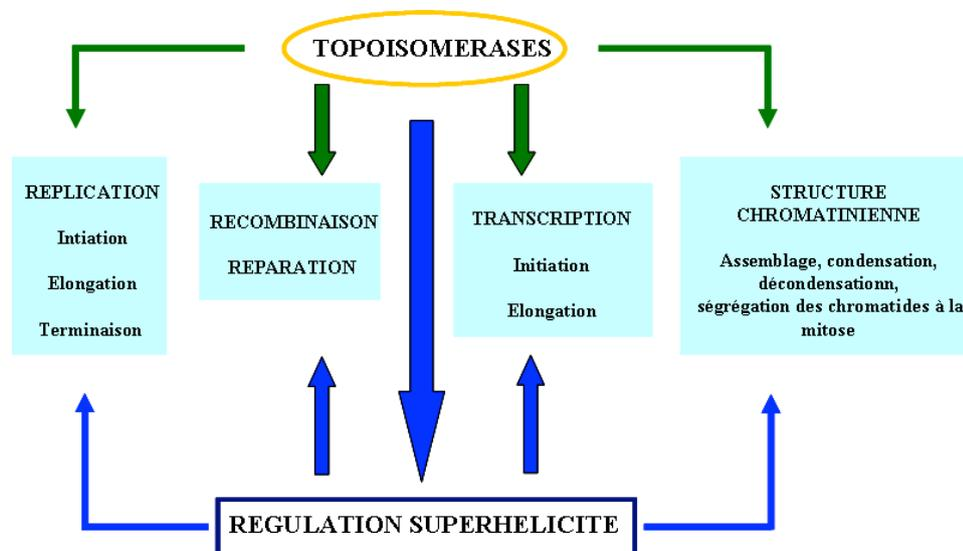 TOPOISOMERASES
REPLICATION
Intiation
Elongation
Terminaison
RECOMBINAISON
REPARATION
TRANSCRIPTION
Initiation
Elongation
STRUCTURE
CHROMATINIENNE
Assemblage, condensation,
décondensationn,
ségrégation des chromatides à la
mitose
REGULATION SUPERHELICITE